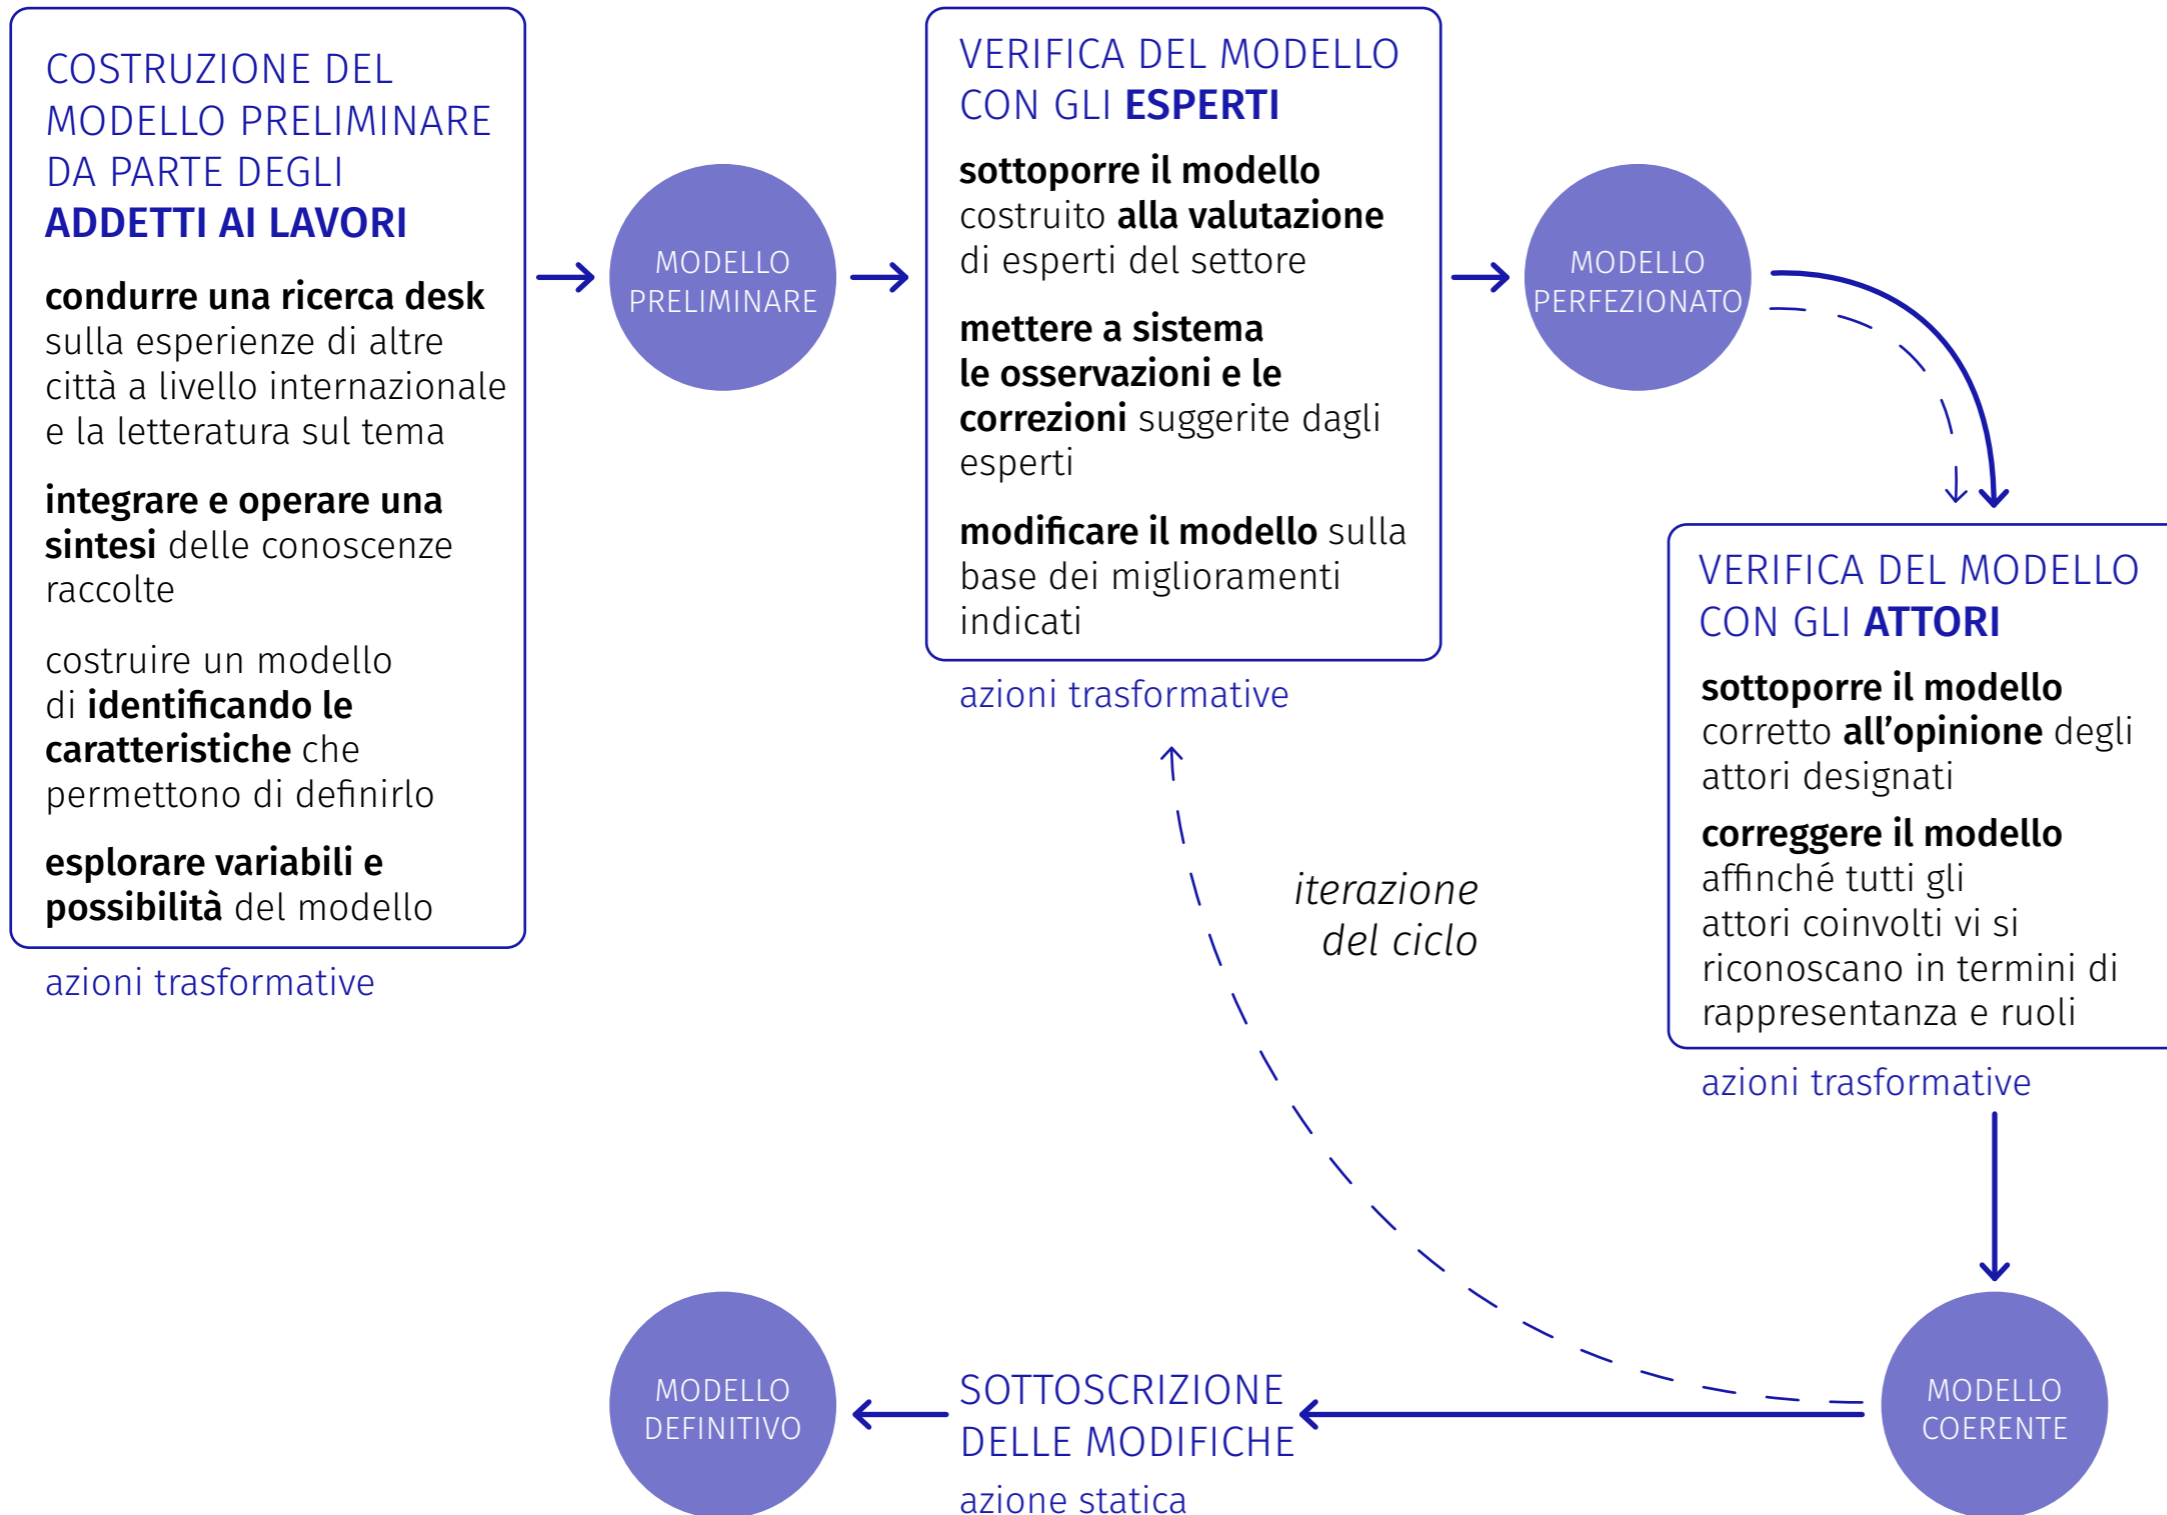 COSTRUZIONE DEL
MODELLO PRELIMINARE
DA PARTE DEGLI
ADDETTI AI LAVORI
condurre una ricerca desk
sulla esperienze di altre
città a livello internazionale
e la letteratura sul tema
integrare e operare una
sintesi delle conoscenze
raccolte
costruire un modello
di identificando le
caratteristiche che
permettono di definirlo
esplorare variabili e
possibilità del modello
azioni trasformative
MODELLO
PRELIMINARE
VERIFICA DEL MODELLO
CON GLI ESPERTI
sottoporre il modello
costruito alla valutazione
di esperti del settore
mettere a sistema
le osservazioni e le
correzioni suggerite dagli
esperti
modificare il modello sulla
base dei miglioramenti
indicati
azioni trasformative
MODELLO
PERFEZIONATO
VERIFICA DEL MODELLO
CON GLI ATTORI
sottoporre il modello
corretto all’opinione degli
attori designati
correggere il modello
affinché tutti gli
attori coinvolti vi si
riconoscano in termini di
rappresentanza e ruoli
azioni trasformative
iterazione
del ciclo
MODELLO
COERENTE
SOTTOSCRIZIONE
DELLE MODIFICHE
azione statica
MODELLO
DEFINITIVO